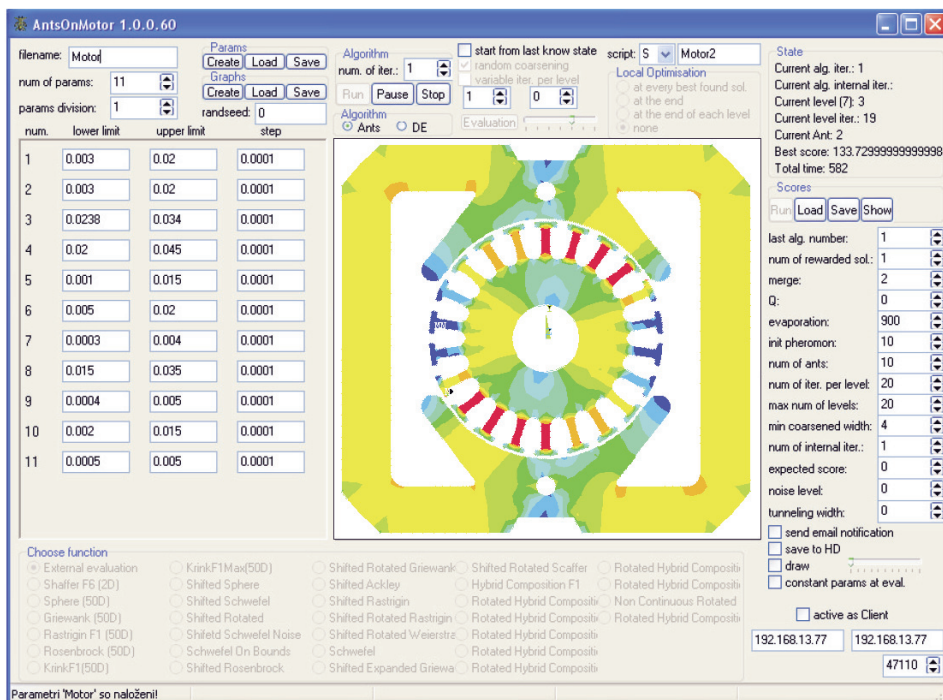 AntsOnMotor 1.0.0.60
filename: Motor
num of params: 11
params division: 1
Params
Create Load Save
Graphs
Create Load Save
randseed: 0
Algorithm
num. of iter.: 1
Run Pause Stop
Algorithm
Ants DE
start from last know state
random coarsening
variable iter. per level
1 0
Evaluation
script: S Motor2
Local Optimisation
at every best found sol.
at the end
at the end of each level
none
num. lower limit upper limit step
1 0.003 0.02 0.0001
2 0.003 0.02 0.0001
3 0.0238 0.034 0.0001
4 0.02 0.045 0.0001
5 0.001 0.015 0.0001
6 0.005 0.02 0.0001
7 0.0003 0.004 0.0001
8 0.015 0.035 0.0001
9 0.0004 0.005 0.0001
10 0.002 0.015 0.0001
11 0.0005 0.005 0.0001
State
Current alg. iter.: 1
Current alg. internal iter.:
Current level (7): 3
Current level iter.: 19
Current Ant: 2
Best score: 133.72999999999998
Total time: 582
Scores
Run Load Save Show
last alg. number: 1
num of rewarded sol.: 1
merge: 2
Q: 0
evaporation: 900
init pheromon: 10
num of ants: 10
num of iter. per level: 20
max num of levels: 20
min coarsened width: 4
num of internal iter.: 1
expected score: 0
noise level: 0
tunneling width: 0
send email notification
save to HD
draw
constant params at eval.
active as Client
192.168.13.77 192.168.13.77
47110
Choose function
External evaluation
Shaffer F6 (2D)
Sphere (50D)
Griewank (50D)
Rastrigin F1 (50D)
Rosenbrock (50D)
KrinkF1(50D)
KrinkF1Max(50D)
Shifted Sphere
Shifted Schwefel
Shifted Rotated
Shifetd Schwefel Noise
Schwefel On Bounds
Shifted Rosenbrock
Shifted Rotated Griewank
Shifted Ackley
Shifted Rastrigin
Shifted Rotated Rastrigin
Shifted Rotated Weierstra
Schwefel
Shifted Expanded Griewa
Shifted Rotated Scaffer
Hybrid Composition F1
Rotated Hybrid Compositi
Rotated Hybrid Compositi
Rotated Hybrid Compositi
Rotated Hybrid Compositi
Rotated Hybrid Compositi
Rotated Hybrid Compositi
Rotated Hybrid Compositi
Non Continuous Rotated
Rotated Hybrid Compositi
Parametri 'Motor' so naloženi!